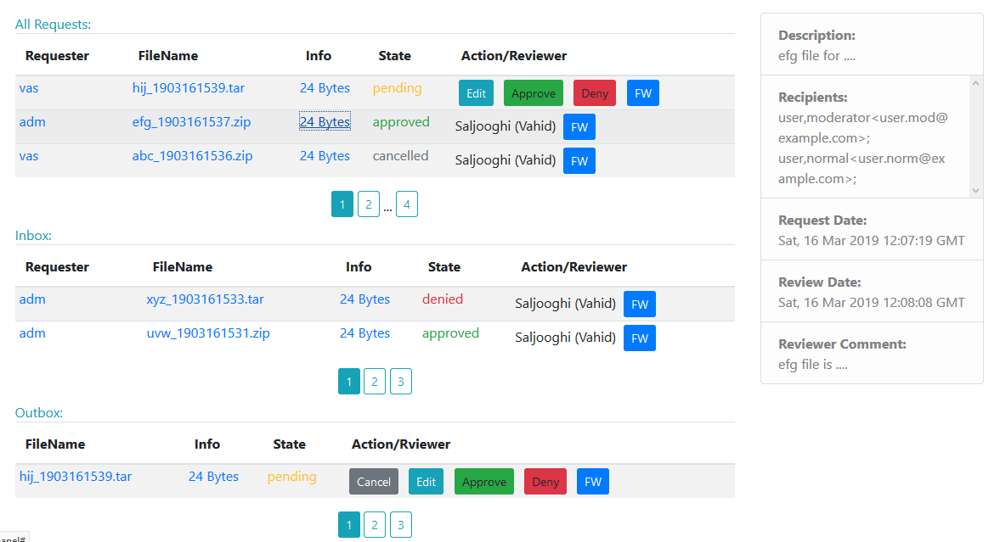 All Requests:
Requester FileName Info State Action/Reviewer
vas hij_1903161539.tar 24 Bytes pending Edit Approve Deny FW
adm efg_1903161537.zip 24 Bytes approved Saljooghi (Vahid) FW
vas abc_1903161536.zip 24 Bytes cancelled Saljooghi (Vahid) FW
1 2 ... 4
Inbox:
Requester FileName Info State Action/Reviewer
adm xyz_1903161533.tar 24 Bytes denied Saljooghi (Vahid) FW
adm uvw_1903161531.zip 24 Bytes approved Saljooghi (Vahid) FW
1 2 3
Outbox:
FileName Info State Action/Rviewer
hij_1903161539.tar 24 Bytes pending Cancel Edit Approve Deny FW
1 2 3
anel#
Description:
efg file for ....
Recipients:
user,moderator<user.mod@
example.com>;
user,normal<user.norm@ex
ample.com>;
Request Date:
Sat, 16 Mar 2019 12:07:19 GMT
Review Date:
Sat, 16 Mar 2019 12:08:08 GMT
Reviewer Comment:
efg file is ....